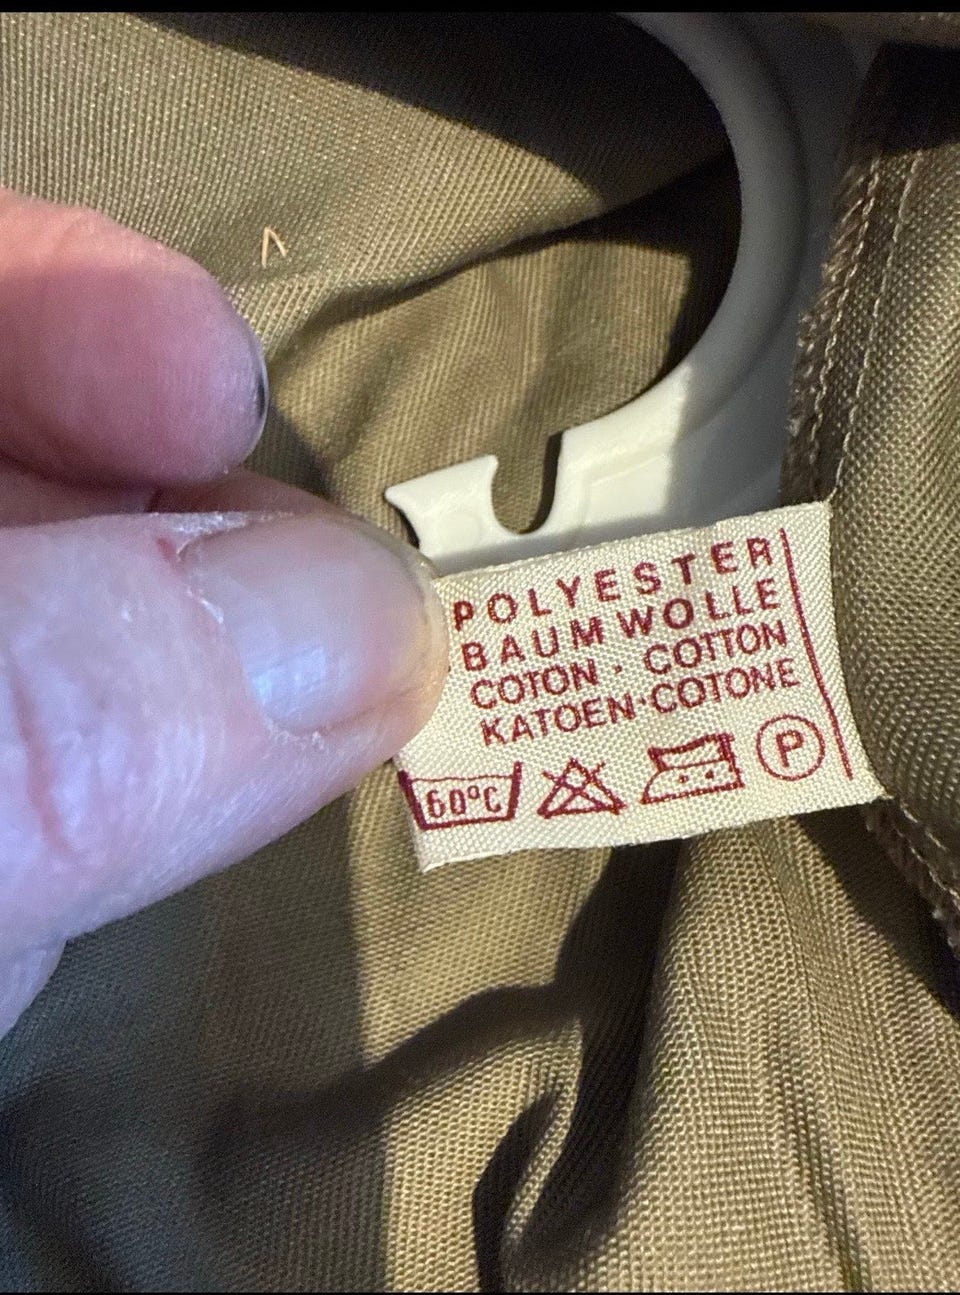 POLYESTER
BAUMWOLLE
COTON · COTTON
KATOEN·COTONE
60°C P